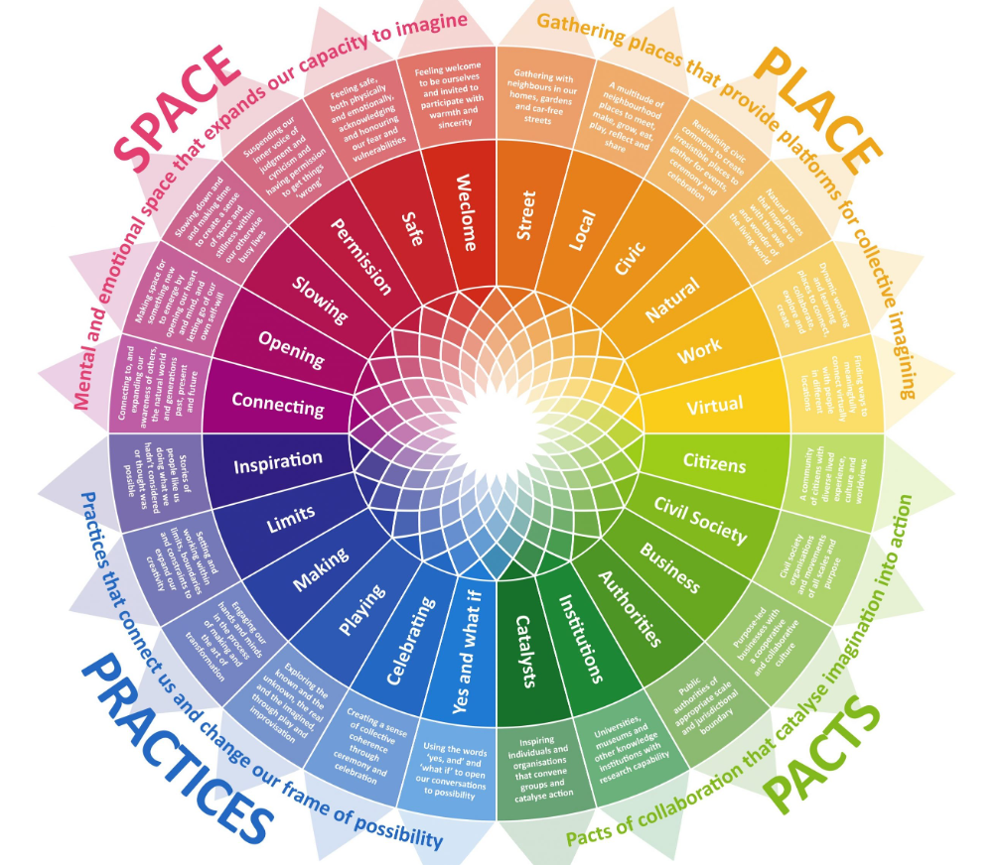 SPACE
Mental and emotional space that expands our capacity to imagine
PLACE
Gathering places that provide platforms for collective imagining
PRACTICES
Practices that connect us and change our frame of possibility
PACTS
Pacts of collaboration that catalyse imagination into action
Street
Gathering with
neighbours in our
homes, gardens
and car-free
streets
Local
A multitude of
neighbourhood
places to meet,
make, grow, eat,
play, reflect and
share
Civic
Revitalising civic
commons to create
irresistible places to
gather for events,
ceremony and
celebration
Natural
Natural places
that inspire us
with the awe
and wonder of
the living world
Work
Dynamic working
and learning
places to connect,
collaborate,
explore and
create
Virtual
Finding ways to
meaningfully
connect virtually
with people
in different
locations
Citizens
A community
of citizens with
diverse lived
experience,
culture and
worldviews
Civil Society
Civil society
organisations
and movements
of all scales and
purpose
Business
Purpose-led
businesses with
a cooperative
and collaborative
culture
Authorities
Public
authorities of
appropriate scale
and jurisdictional
boundary
Institutions
Universities,
museums and
other knowledge
institutions with
research capability
Catalysts
Inspiring
individuals and
organisations
that convene
groups and
catalyse action
Yes and what if
Using the words
'yes, and' and
'what if' to open
our conversations
to possibility
Celebrating
Creating a sense
of collective
coherence
through
ceremony and
celebration
Playing
Exploring the
known and the
unknown, the real
and the imagined,
through play and
improvisation
Making
Engaging our
hands and minds
in the process
of making and
the art of
transformation
Limits
Setting and
working within
limits, boundaries
and constraints to
expand our
creativity
Inspiration
Stories of
people like us
doing what we
hadn't considered
or thought was
possible
Connecting
Connecting to, and
expanding our
awareness of others,
the natural world
and generations
past, present
and future
Opening
Making space for
something new
to emerge by
opening our heart
and mind, and
letting go of our
own self-will
Slowing
Slowing down and
and making time
to create a sense
of space and
stillness within
our otherwise
busy lives
Permission
Suspending our
inner voice of
judgment and
cynicism and
having permission
to get things
'wrong'
Safe
Feeling safe,
both physically
and emotionally,
acknowledging
and honouring
our fear and
vulnerabilities
Weclome
Feeling welcome
to be ourselves
and invited to
participate with
warmth and
sincerity